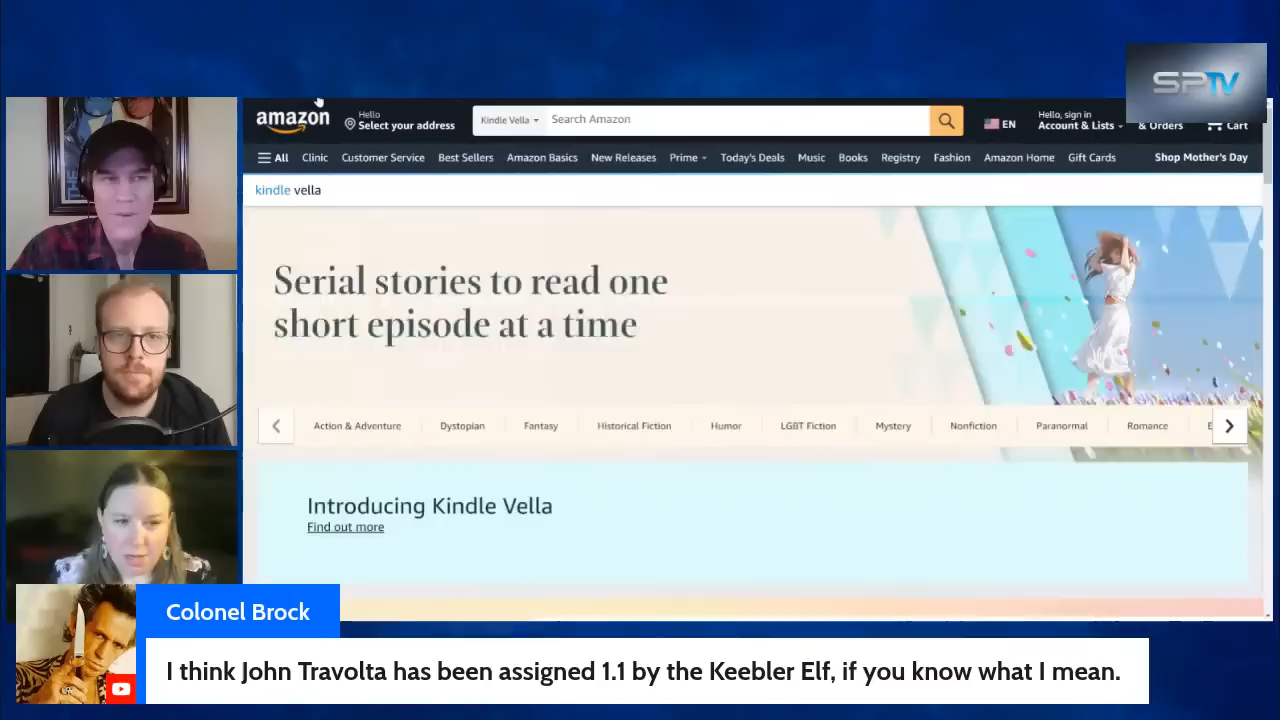 SPTV
amazon
Hello
Select your address
Kindle Vella
Search Amazon
EN
Hello, sign in
Account & Lists
& Orders
Cart
All
Clinic
Customer Service
Best Sellers
Amazon Basics
New Releases
Prime
Today's Deals
Music
Books
Registry
Fashion
Amazon Home
Gift Cards
Shop Mother's Day
kindle vella
Serial stories to read one
short episode at a time
Action & Adventure
Dystopian
Fantasy
Historical Fiction
Humor
LGBT Fiction
Mystery
Nonfiction
Paranormal
Romance
Introducing Kindle Vella
Find out more
Colonel Brock
I think John Travolta has been assigned 1.1 by the Keebler Elf, if you know what I mean.